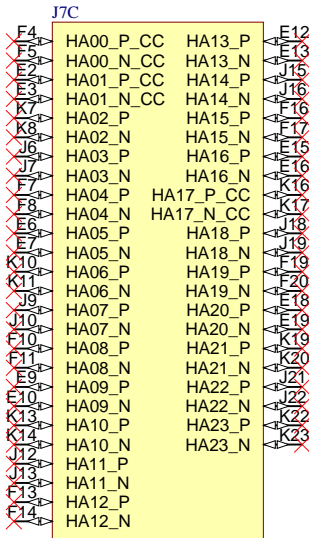 J7C
F4 HA00_P_CC HA13_P E12
F5 HA00_N_CC HA13_N E13
E2 HA01_P_CC HA14_P J15
E3 HA01_N_CC HA14_N J16
K7 HA02_P HA15_P F16
K8 HA02_N HA15_N F17
J6 HA03_P HA16_P E15
J7 HA03_N HA16_N E16
F7 HA04_P HA17_P_CC K16
F8 HA04_N HA17_N_CC K17
E6 HA05_P HA18_P J18
E7 HA05_N HA18_N J19
K10 HA06_P HA19_P F19
K11 HA06_N HA19_N F20
J9 HA07_P HA20_P E18
J10 HA07_N HA20_N E19
F10 HA08_P HA21_P K19
F11 HA08_N HA21_N K20
E9 HA09_P HA22_P J21
E10 HA09_N HA22_N J22
K13 HA10_P HA23_P K22
K14 HA10_N HA23_N K23
J12 HA11_P
J13 HA11_N
F13 HA12_P
F14 HA12_N